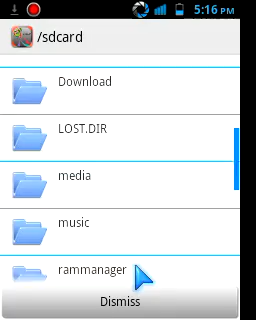 5:16 PM
/sdcard
Download
LOST.DIR
media
music
rammanager
Dismiss